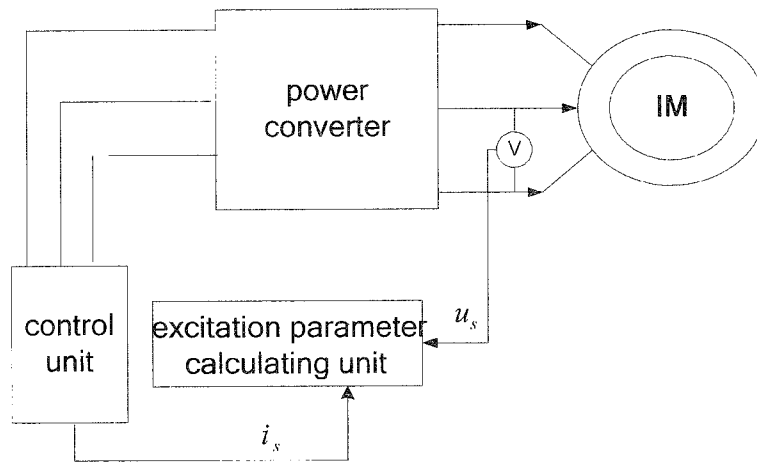 power
converter
IM
V
control
unit
excitation parameter
calculating unit
u_s
i_s